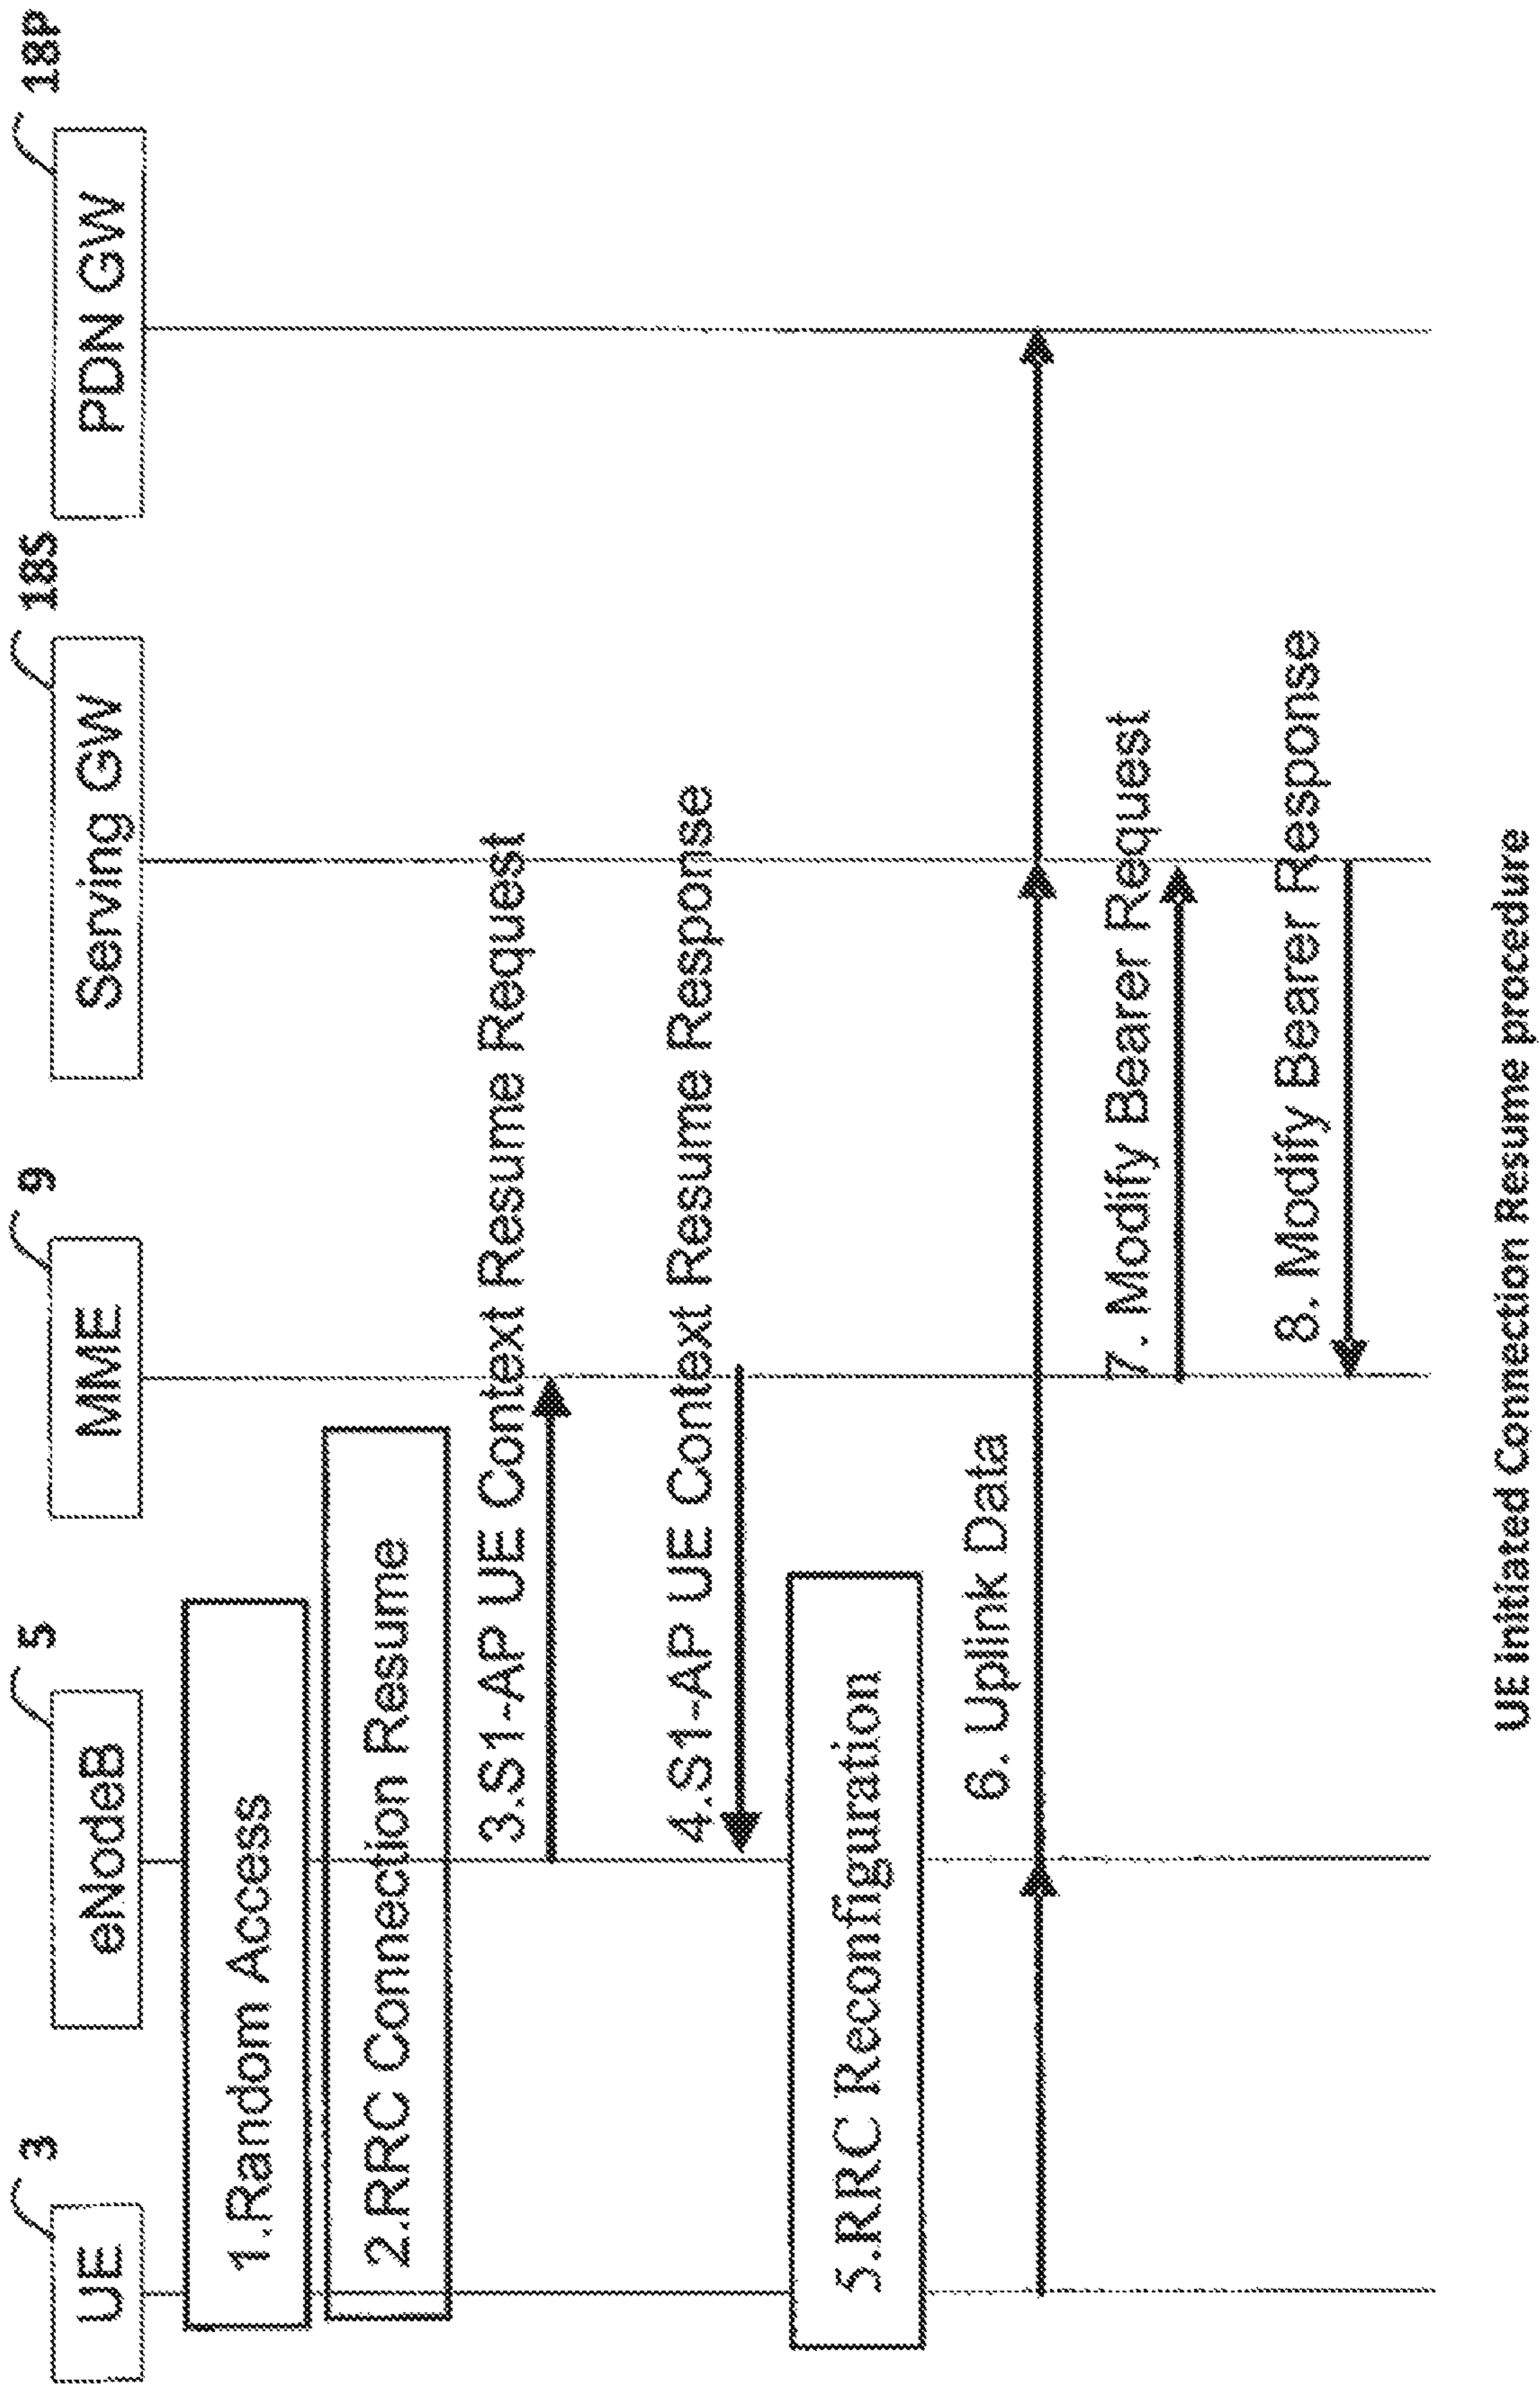 3
5
9
18S
18P
UE
eNodeB
MME
Serving GW
PDN GW
1.Random Access
2.RRC Connection Resume
3.S1-AP UE Context Resume Request
4.S1-AP UE Context Resume Response
5.RRC Reconfiguration
6. Uplink Data
7. Modify Bearer Request
8. Modify Bearer Response
UE initiated Connection Resume procedure